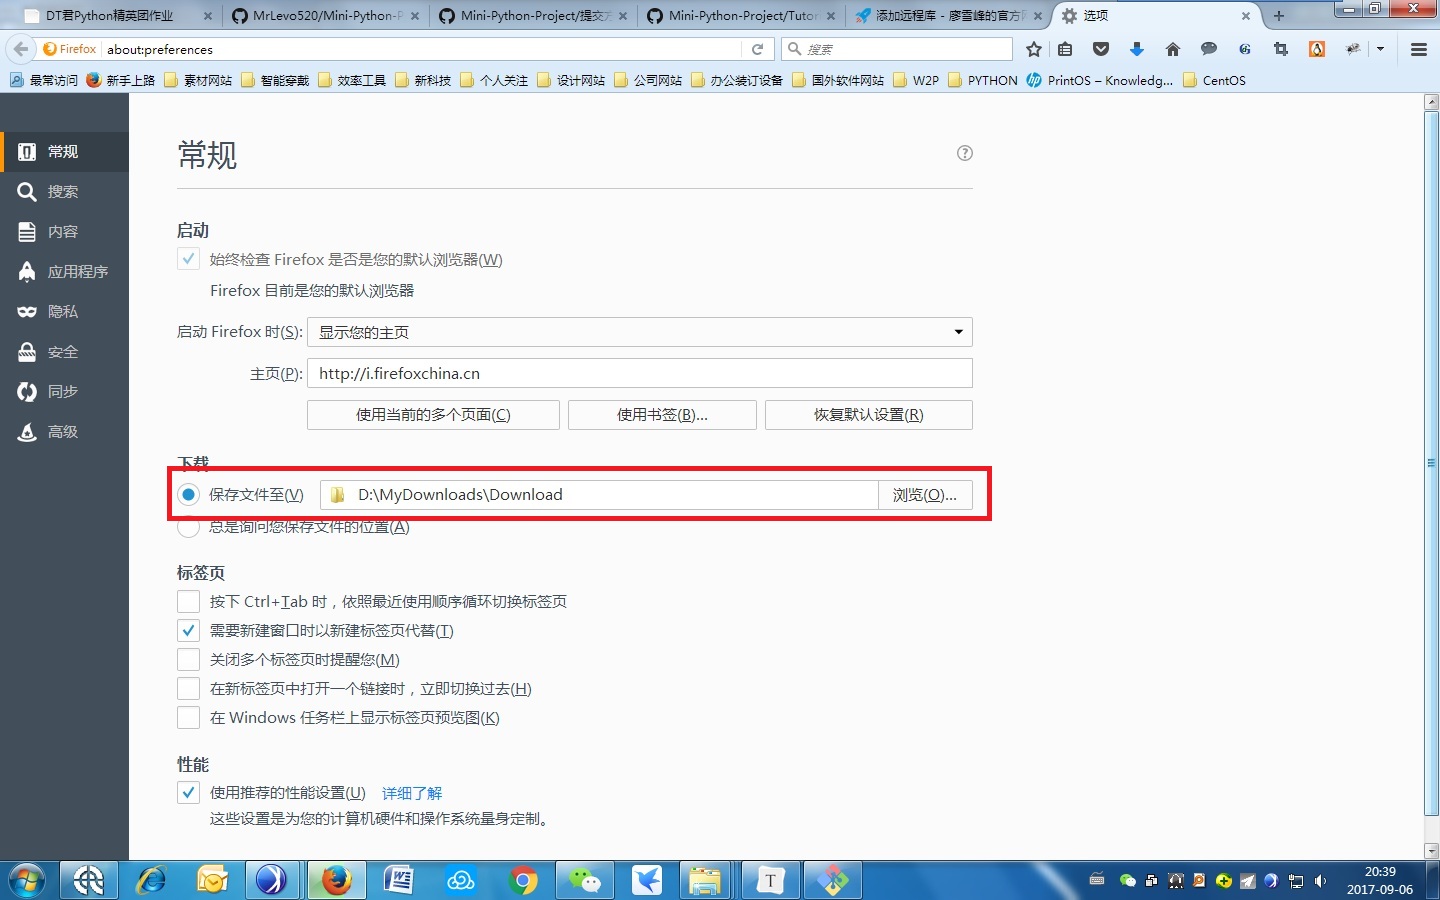 DT君Python精英团作业
MrLevo520/Mini-Python-P
Mini-Python-Project/提交方
Mini-Python-Project/Tutor
添加远程库 - 廖雪峰的官方网
选项
Firefox
about:preferences
搜索
最常访问
新手上路
素材网站
智能穿戴
效率工具
新科技
个人关注
设计网站
公司网站
办公装订设备
国外软件网站
W2P
PYTHON
PrintOS – Knowledg...
CentOS
常规
搜索
内容
应用程序
隐私
安全
同步
高级
常规
启动
始终检查 Firefox 是否是您的默认浏览器(W)
Firefox 目前是您的默认浏览器
启动 Firefox 时(S):
显示您的主页
主页(P):
http://i.firefoxchina.cn
使用当前的多个页面(C)
使用书签(B)...
恢复默认设置(R)
下载
保存文件至(V)
D:\MyDownloads\Download
浏览(O)...
总是询问您保存文件的位置(A)
标签页
按下 Ctrl+Tab 时，依照最近使用顺序循环切换标签页
需要新建窗口时以新建标签页代替(T)
关闭多个标签页时提醒您(M)
在新标签页中打开一个链接时，立即切换过去(H)
在 Windows 任务栏上显示标签页预览图(K)
性能
使用推荐的性能设置(U)
详细了解
这些设置是为您的计算机硬件和操作系统量身定制。
20:39
2017-09-06